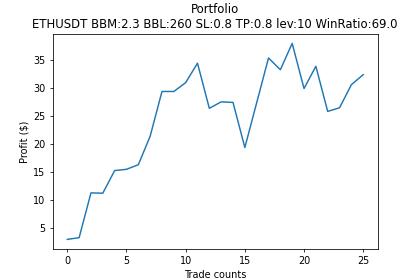 Portfolio
ETHUSDT BBM:2.3 BBL:260 SL:0.8 TP:0.8 lev:10 WinRatio:69.0
Profit ($)
35
30
25
20
15
10
5
0 5 10 15 20 25
Trade counts